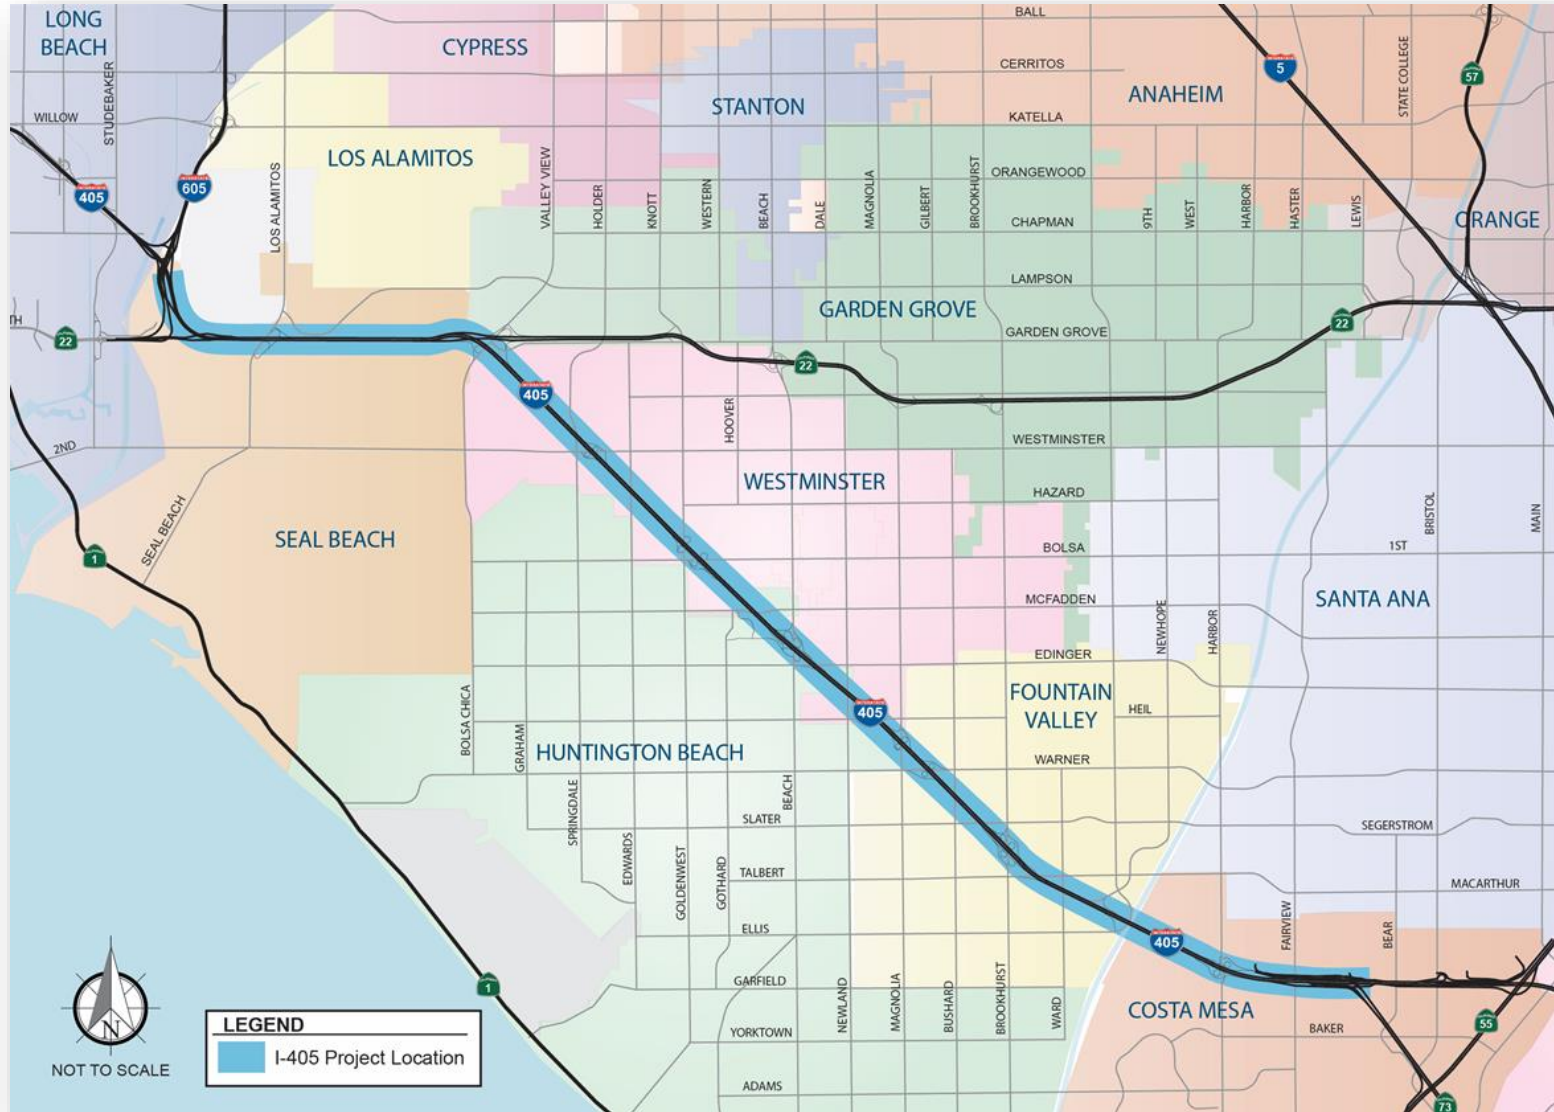 LONG
BEACH
CYPRESS
BALL
CERRITOS
STANTON
ANAHEIM
5
STATE COLLEGE
57
STUDEBAKER
WILLOW
KATELLA
LOS ALAMITOS
405
605
LOS ALAMITOS
VALLEY VIEW
HOLDER
KNOTT
WESTERN
BEACH
DALE
MAGNOLIA
GILBERT
BROOKHURST
ORANGEWOOD
CHAPMAN
9TH
WEST
HARBOR
HASTER
LEWIS
ORANGE
LAMPSON
GARDEN GROVE
GARDEN GROVE
22
TH
22
22
405
HOOVER
WESTMINSTER
2ND
WESTMINSTER
HAZARD
BRISTOL
MAIN
SEAL BEACH
SEAL BEACH
1
BOLSA
1ST
MCFADDEN
SANTA ANA
NEWHOPE
HARBOR
EDINGER
FOUNTAIN
VALLEY
HEIL
405
BOLSA CHICA
GRAHAM
HUNTINGTON BEACH
WARNER
SPRINGDALE
BEACH
SLATER
SEGERSTROM
EDWARDS
GOLDENWEST
GOTHARD
TALBERT
MACARTHUR
ELLIS
FAIRVIEW
BEAR
405
GARFIELD
1
NEWLAND
MAGNOLIA
BUSHARD
BROOKHURST
WARD
COSTA MESA
YORKTOWN
BAKER
55
ADAMS
73
N
NOT TO SCALE
LEGEND
I-405 Project Location